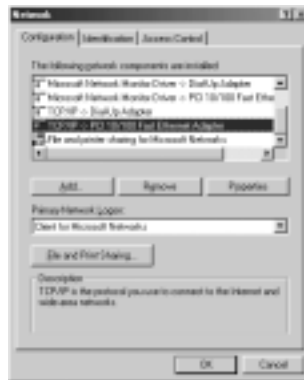 Network
Configuration Identification Access Control
The following network components are installed:
Microsoft Network Monitor Driver -> Dial-Up Adapter
Microsoft Network Monitor Driver -> PCI 10/100 Fast Ethe
TCP/IP -> Dial-Up Adapter
TCP/IP -> PCI 10/100 Fast Ethernet Adapter
File and printer sharing for Microsoft Networks
Add... Remove Properties
Primary Network Logon:
Client for Microsoft Networks
File and Print Sharing...
Description
TCP/IP is the protocol you use to connect to the Internet and
wide-area networks.
OK Cancel